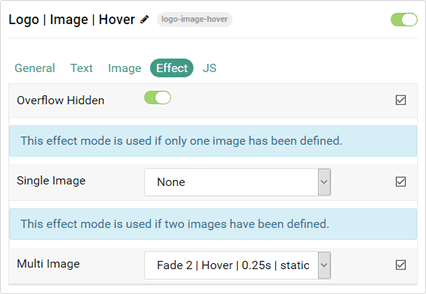 Logo | Image | Hover logo-image-hover
General Text Image Effect JS
Overflow Hidden
This effect mode is used if only one image has been defined.
Single Image None
This effect mode is used if two images have been defined.
Multi Image Fade 2 | Hover | 0.25s | static